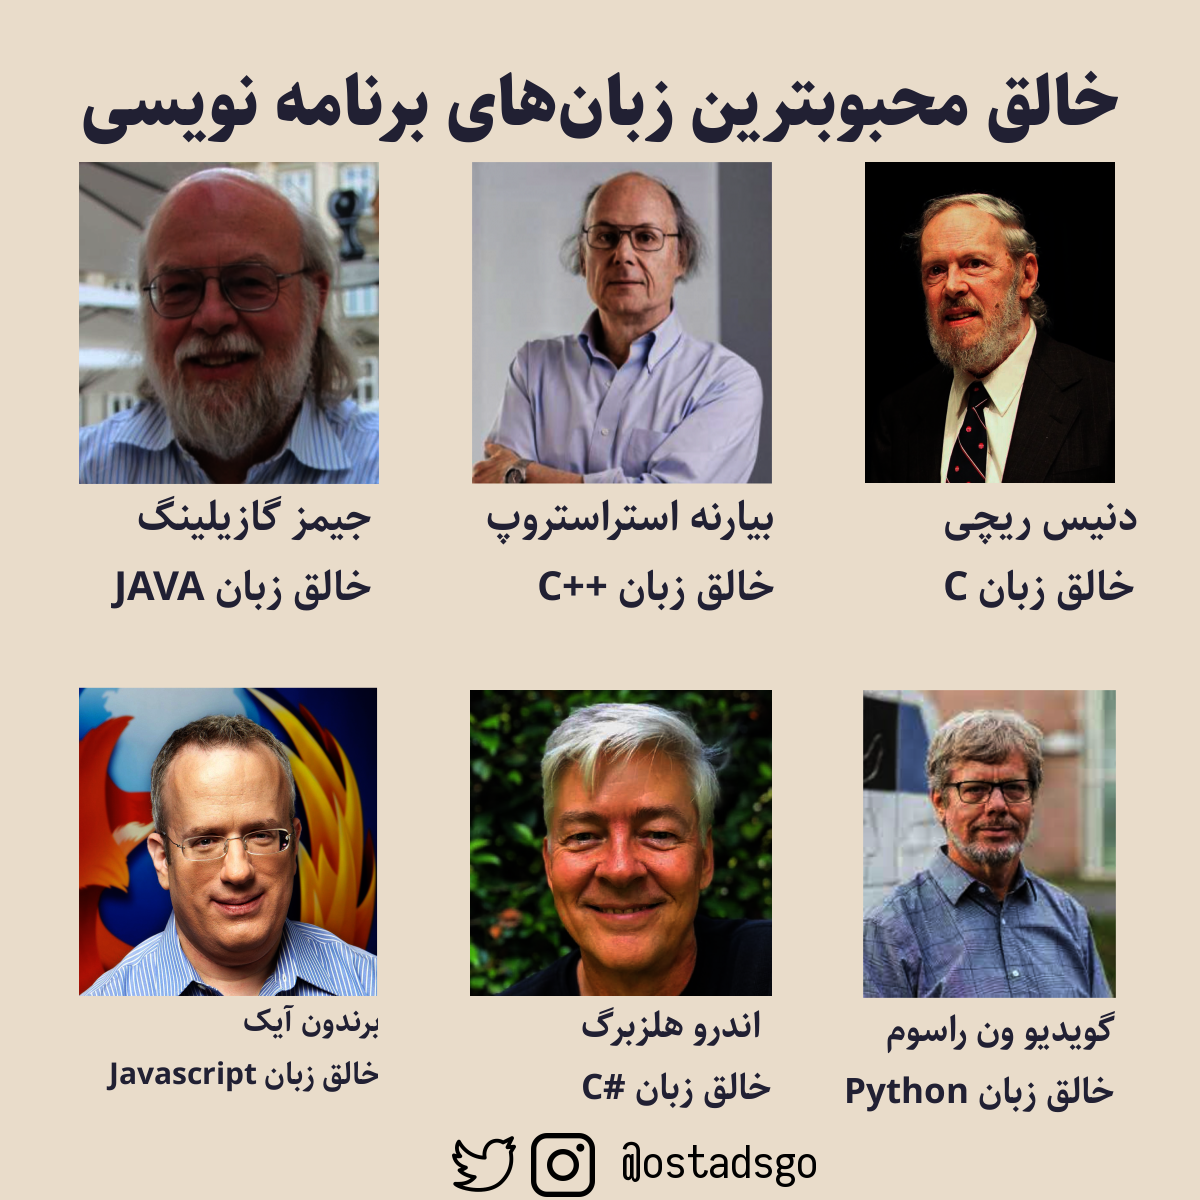 خالق محبوبترین زبان‌های برنامه نویسی
دنیس ریچی
خالق زبان C
بیارنه استراستروپ
خالق زبان C++
جیمز گازیلینگ
خالق زبان JAVA
گویدیو ون راسوم
خالق زبان Python
اندرو هلزبرگ
خالق زبان C#
برندون آیک
خالق زبان Javascript
@ostadsgo